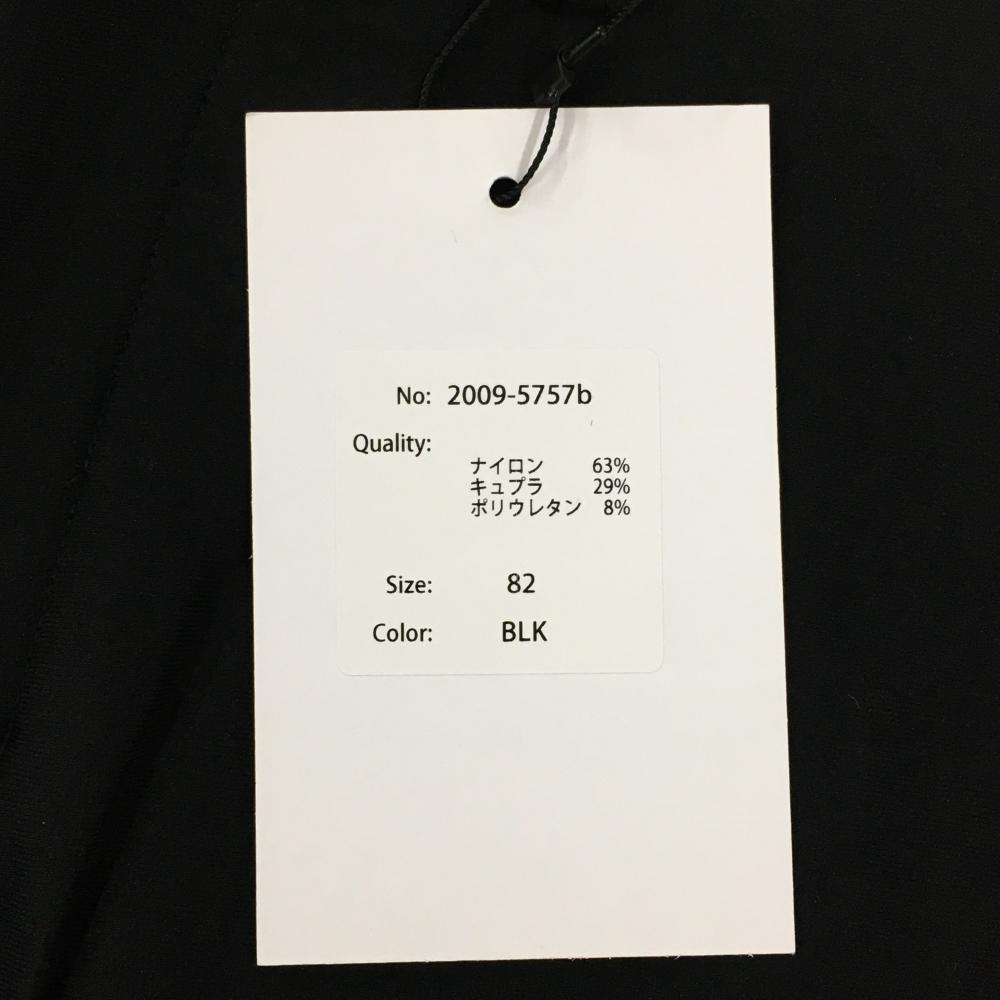 No: 2009-5757b
Quality:
ナイロン 63%
キュプラ 29%
ポリウレタン 8%
Size: 82
Color: BLK